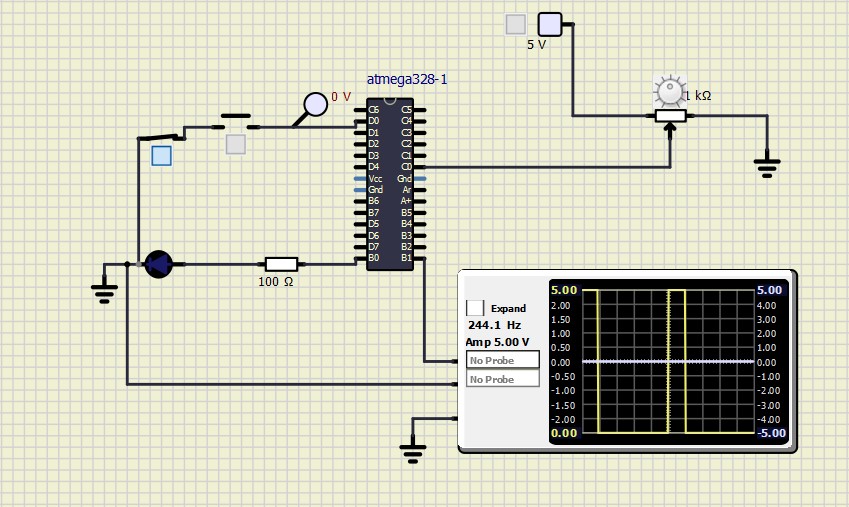 5 V
1 kΩ
0 V
atmega328-1
C6 C5
D0 C4
D1 C3
D2 C2
D3 C1
D4 C0
Vcc Gnd
Gnd Ar
B6 A+
B7 B5
D5 B4
D6 B3
D7 B2
B0 B1
100 Ω
Expand
244.1 Hz
Amp 5.00 V
No Probe
No Probe
5.00 5.00
2.00 4.00
1.50 3.00
1.00 2.00
0.50 1.00
0.00 0.00
-0.50 -1.00
-1.00 -2.00
-1.50 -3.00
-2.00 -4.00
0.00 -5.00